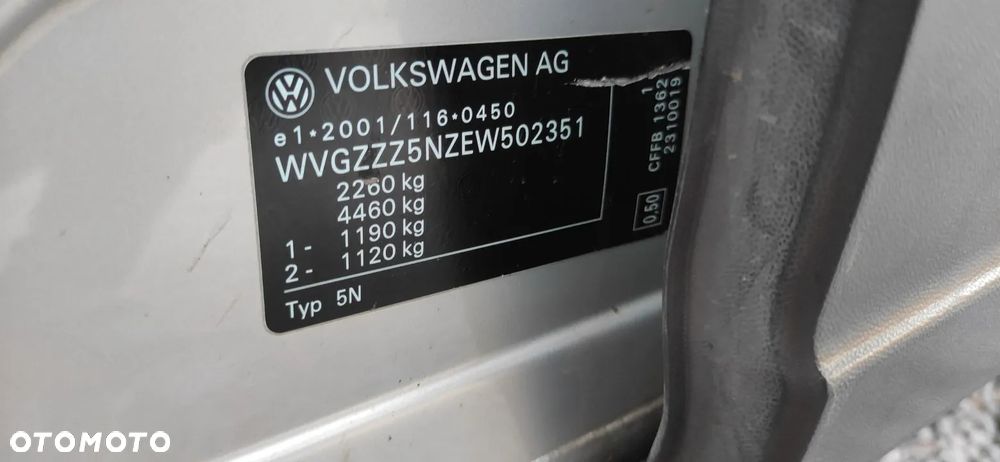 VOLKSWAGEN AG
e1*2001/116*0450
WVGZZZ5NZEW502351
2260 kg
4460 kg
1 - 1190 kg
2 - 1120 kg
Typ 5N
1
CFFB 1362
2310019
0.50
OTOMOTO